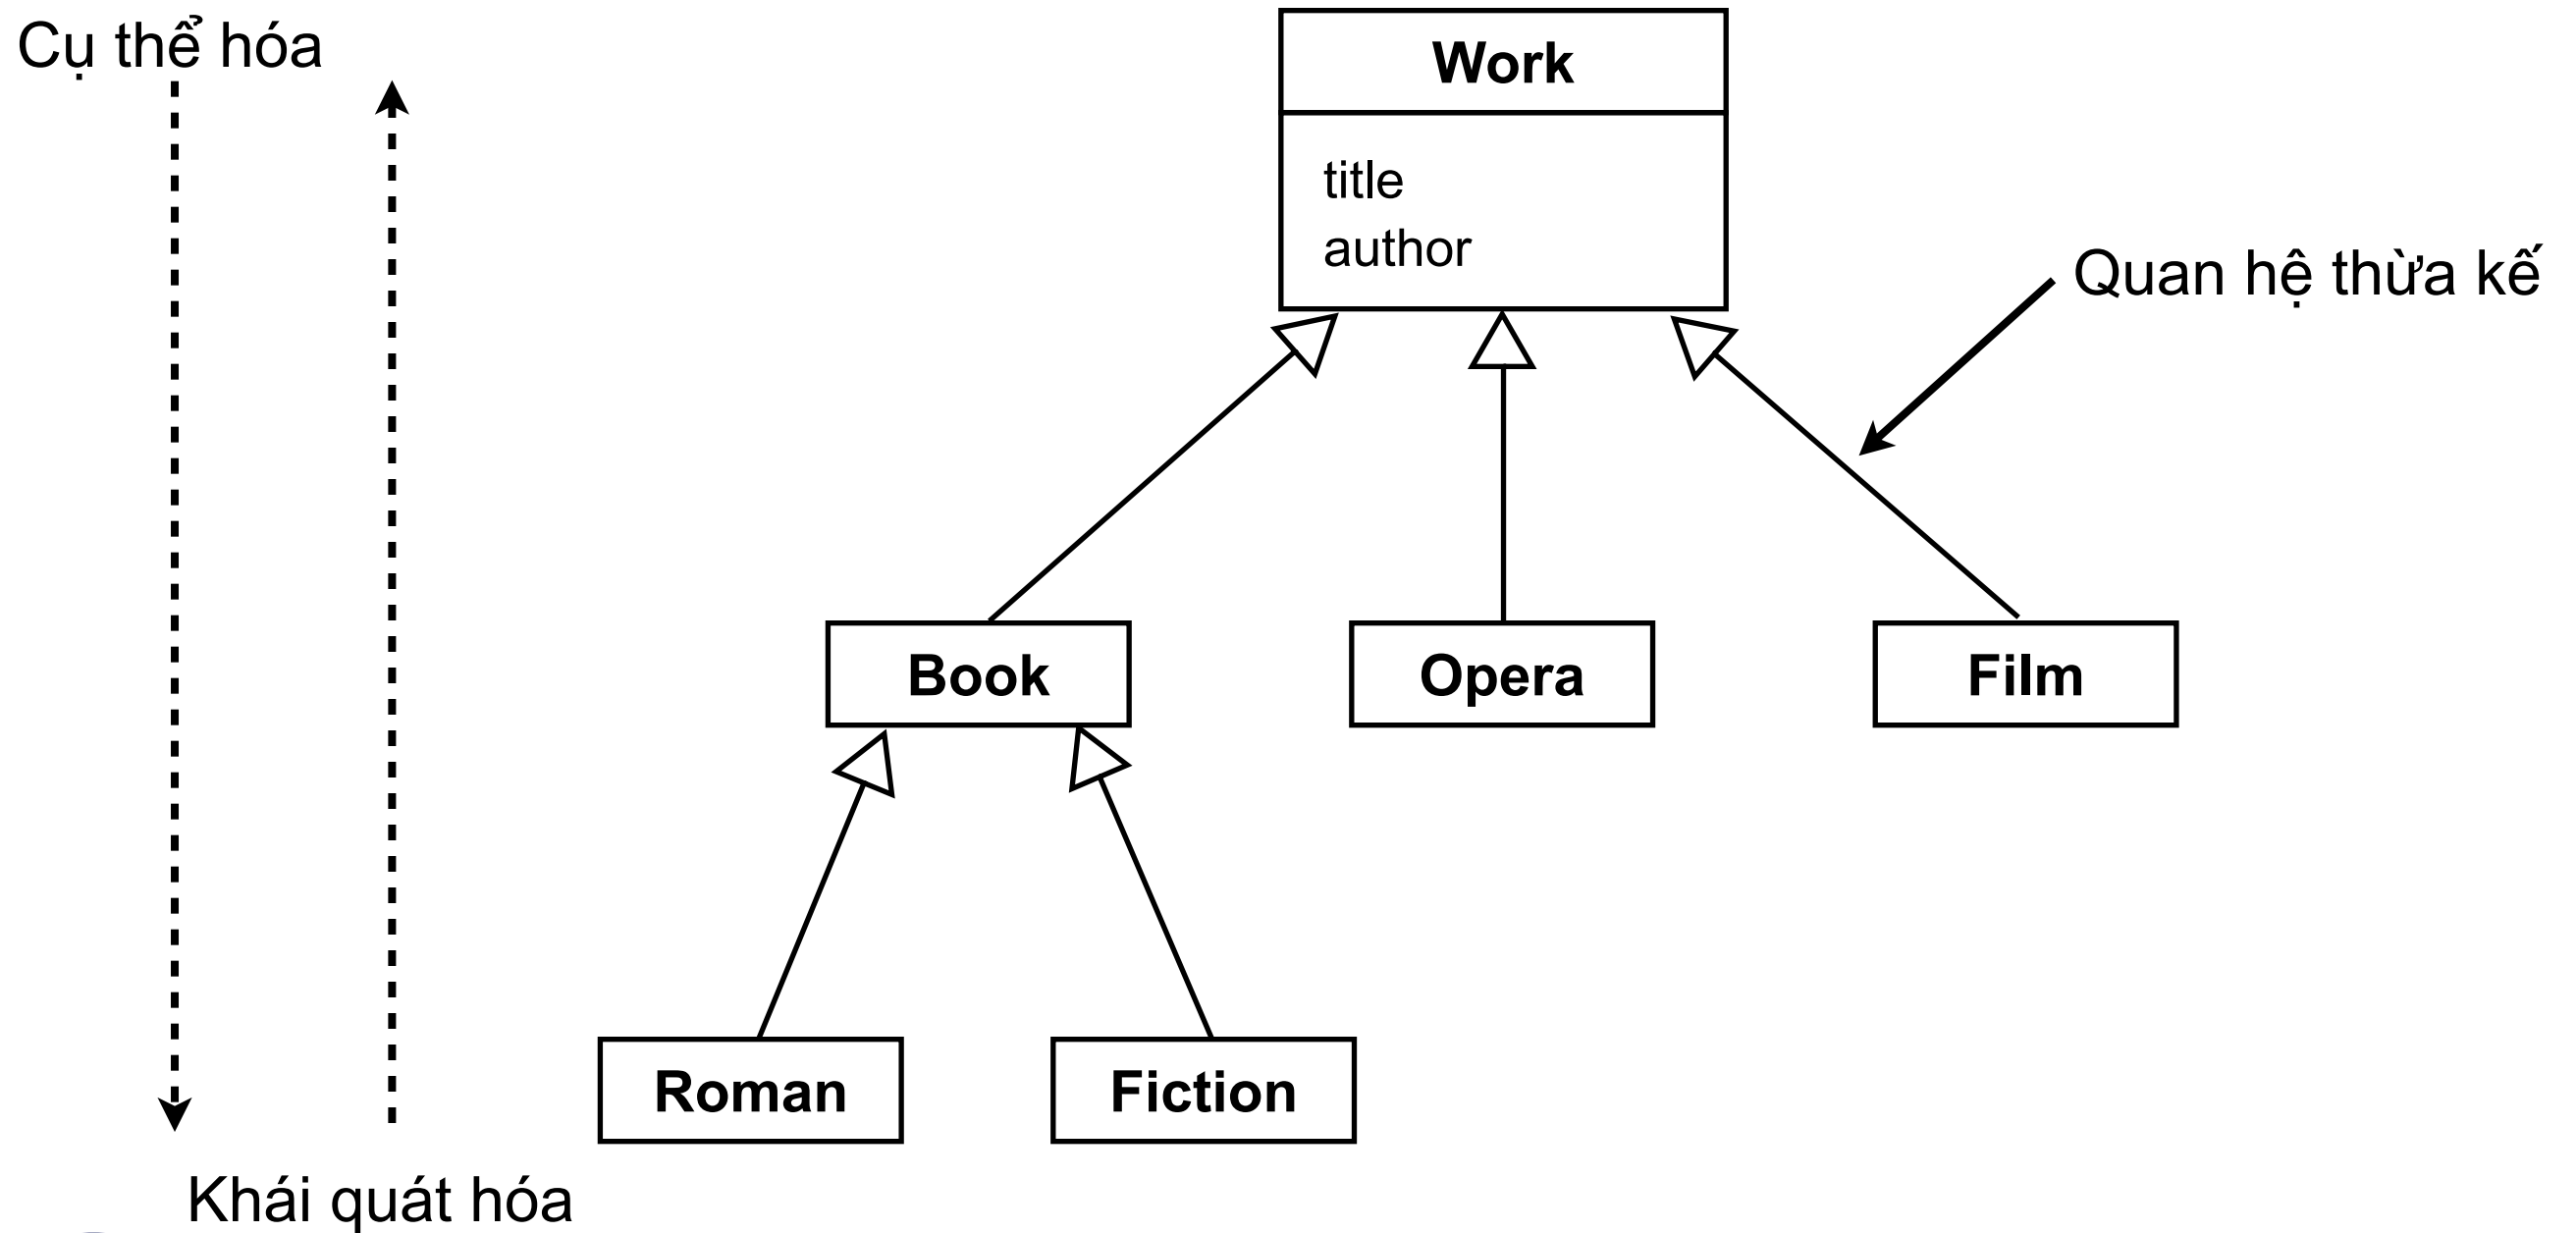 Cụ thể hóa
Work
title
author
Quan hệ thừa kế
Book
Opera
Film
Roman
Fiction
Khái quát hóa